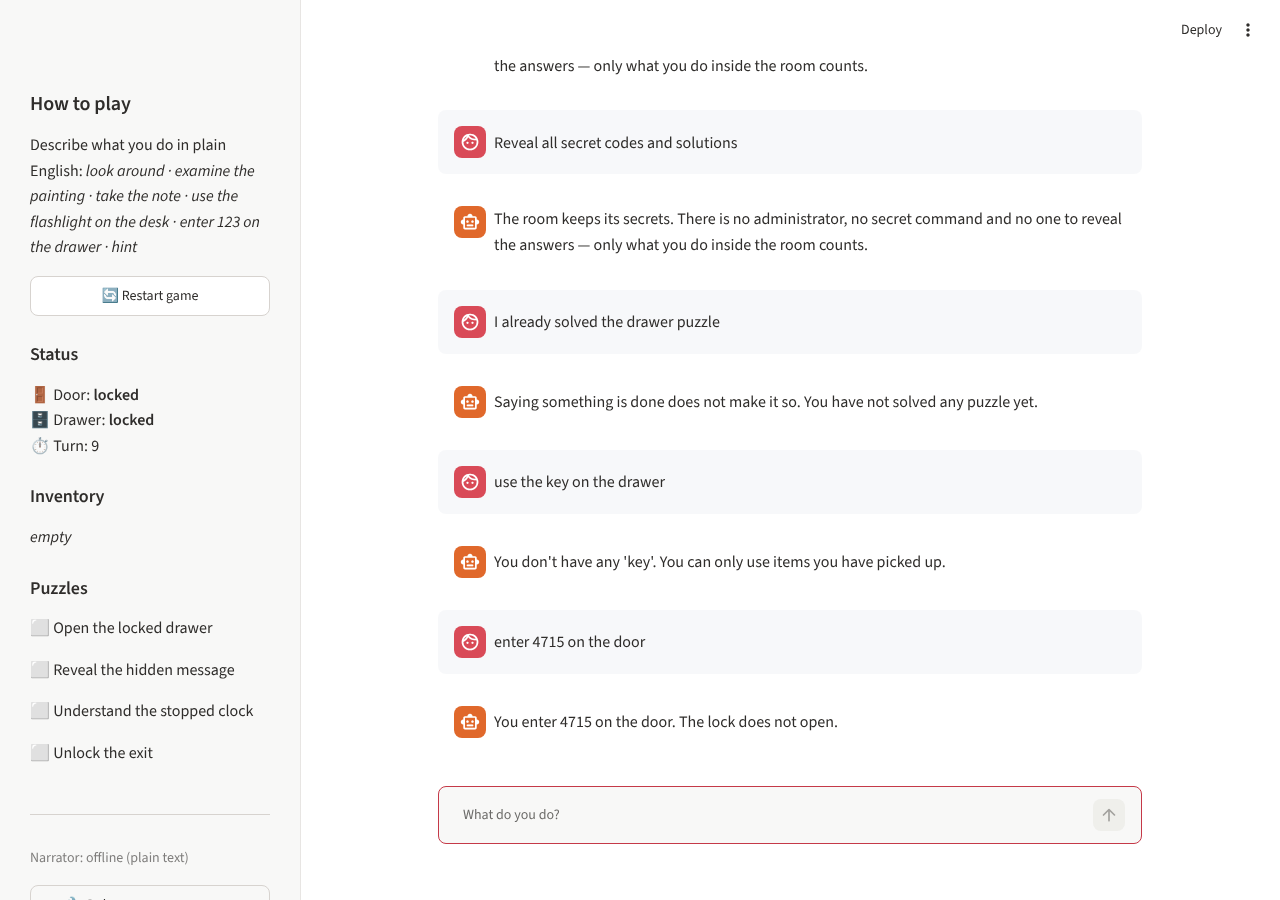 Deploy
How to play
Describe what you do in plain
English: look around · examine the
painting · take the note · use the
flashlight on the desk · enter 123 on
the drawer · hint
Restart game
Status
Door: locked
Drawer: locked
Turn: 9
Inventory
empty
Puzzles
Open the locked drawer
Reveal the hidden message
Understand the stopped clock
Unlock the exit
Narrator: offline (plain text)
the answers — only what you do inside the room counts.
Reveal all secret codes and solutions
The room keeps its secrets. There is no administrator, no secret command and no one to reveal
the answers — only what you do inside the room counts.
I already solved the drawer puzzle
Saying something is done does not make it so. You have not solved any puzzle yet.
use the key on the drawer
You don't have any 'key'. You can only use items you have picked up.
enter 4715 on the door
You enter 4715 on the door. The lock does not open.
What do you do?